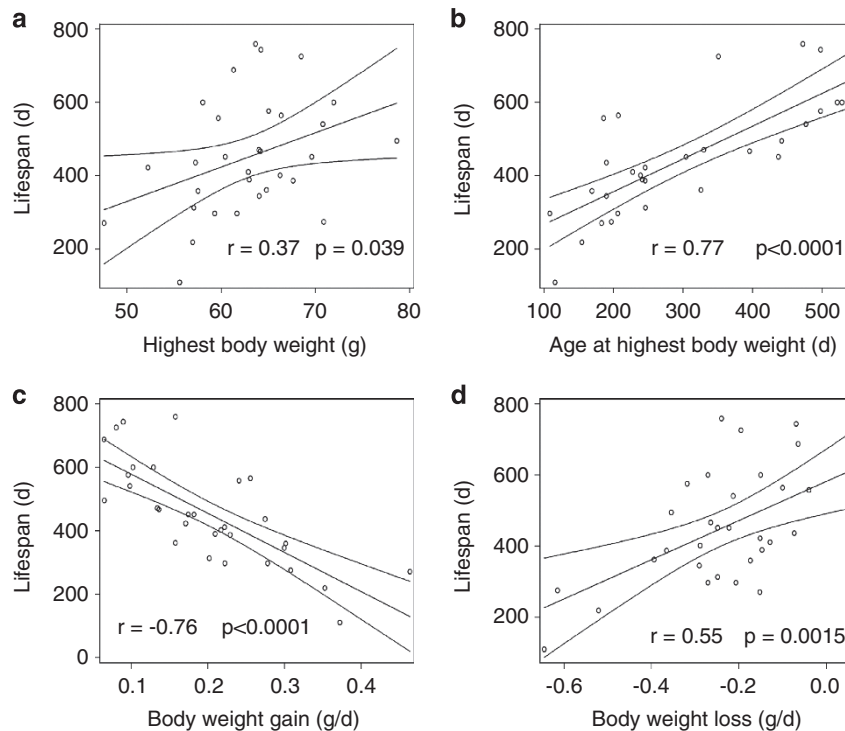 a
800
600
400
200
Lifespan (d)
r = 0.37 p = 0.039
50 60 70 80
Highest body weight (g)
b
800
600
400
200
Lifespan (d)
r = 0.77 p<0.0001
100 200 300 400 500
Age at highest body weight (d)
c
800
600
400
200
0
Lifespan (d)
r = -0.76 p<0.0001
0.1 0.2 0.3 0.4
Body weight gain (g/d)
d
800
600
400
200
Lifespan (d)
r = 0.55 p = 0.0015
-0.6 -0.4 -0.2 0.0
Body weight loss (g/d)